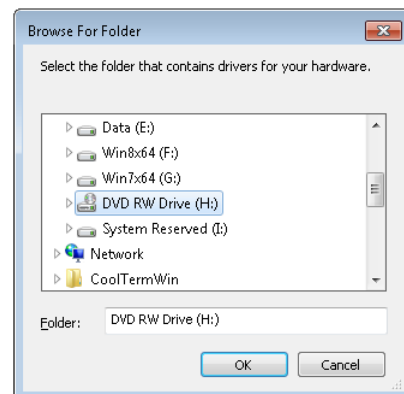 Browse For Folder
Select the folder that contains drivers for your hardware.
Data (E:)
Win8x64 (F:)
Win7x64 (G:)
DVD RW Drive (H:)
System Reserved (I:)
Network
CoolTermWin
Folder: DVD RW Drive (H:)
OK Cancel